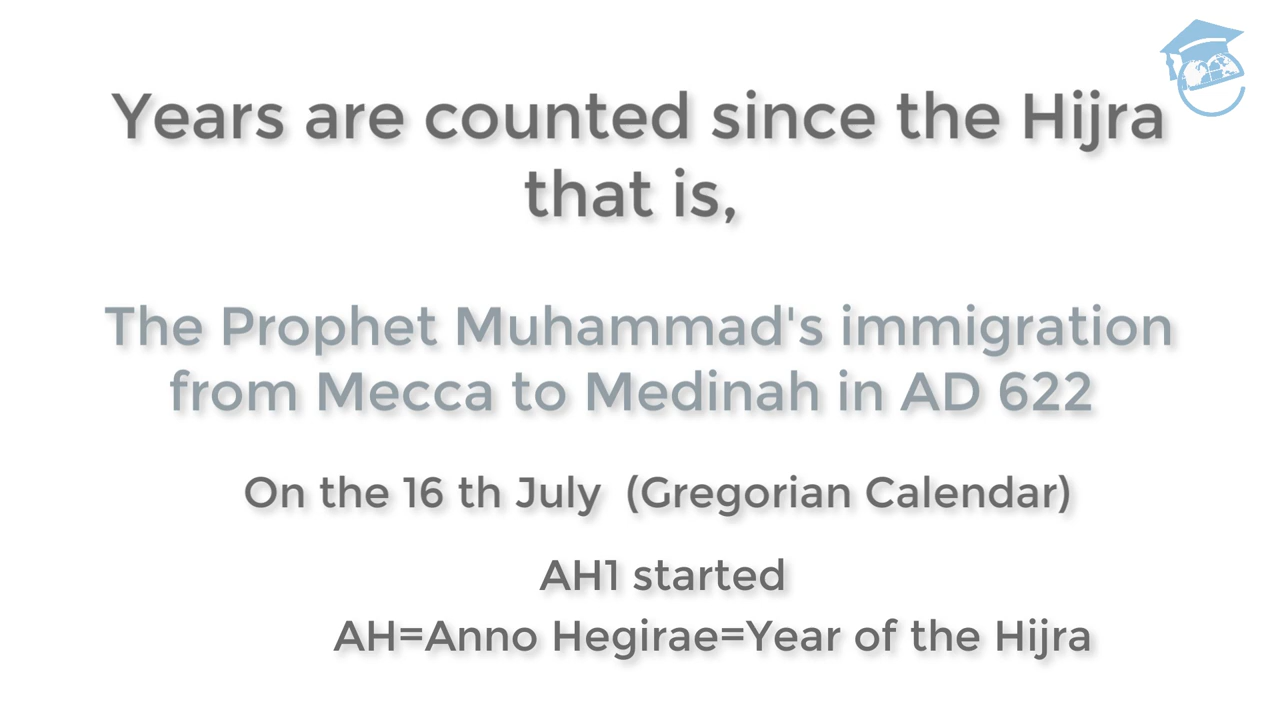 Years are counted since the Hijra
that is,
The Prophet Muhammad's immigration
from Mecca to Medinah in AD 622
On the 16 th July (Gregorian Calendar)
AH1 started
AH=Anno Hegirae=Year of the Hijra